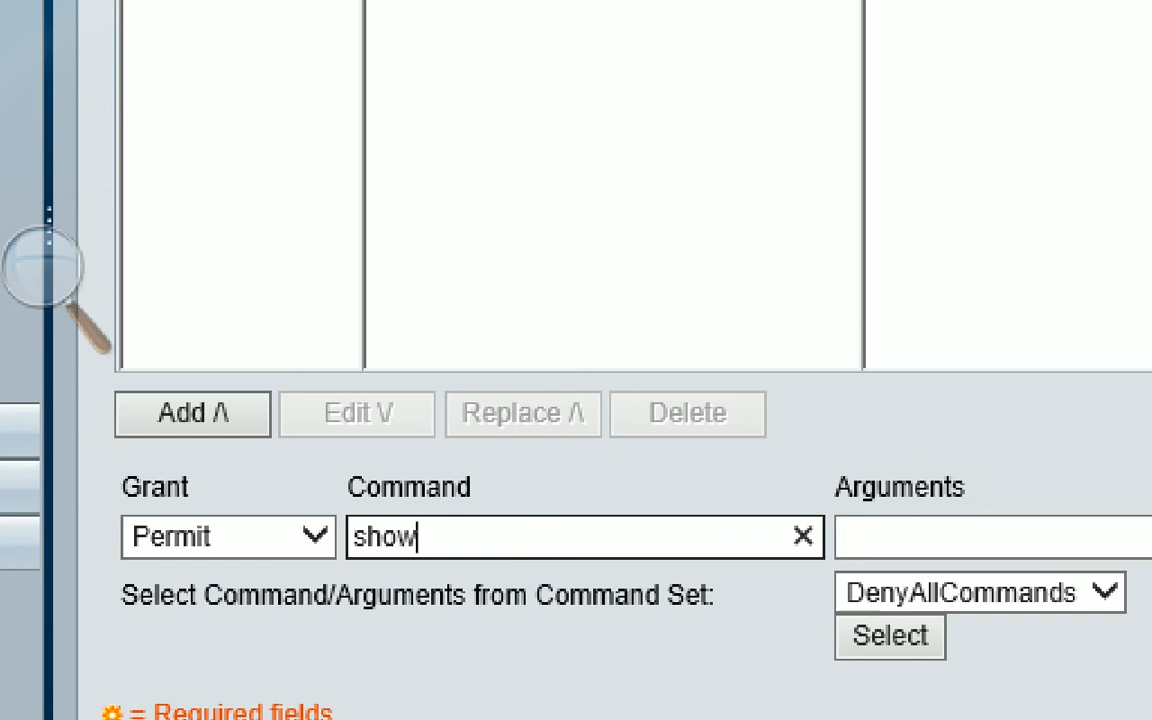 Add /\ Edit \/ Replace /\ Delete
Grant Command Arguments
Permit show
Select Command/Arguments from Command Set: DenyAllCommands
Select
= Required fields